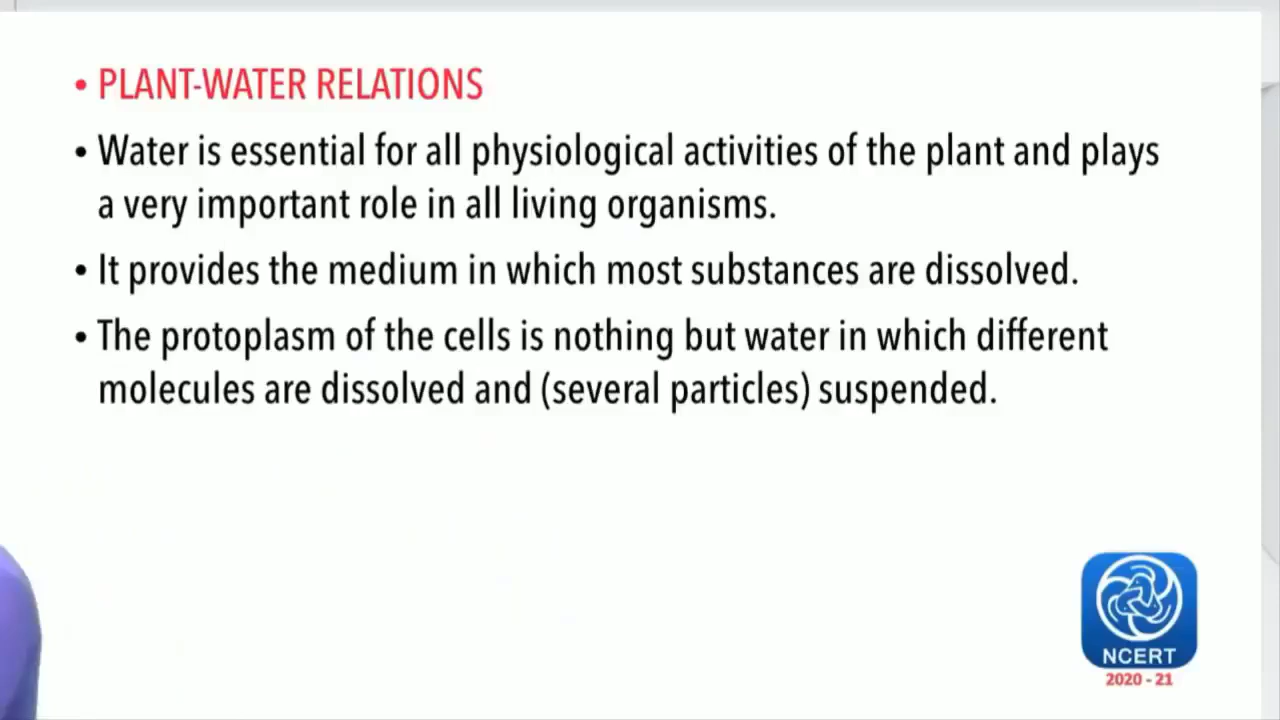 • PLANT-WATER RELATIONS
• Water is essential for all physiological activities of the plant and plays
a very important role in all living organisms.
• It provides the medium in which most substances are dissolved.
• The protoplasm of the cells is nothing but water in which different
molecules are dissolved and (several particles) suspended.
NCERT
2020 - 21